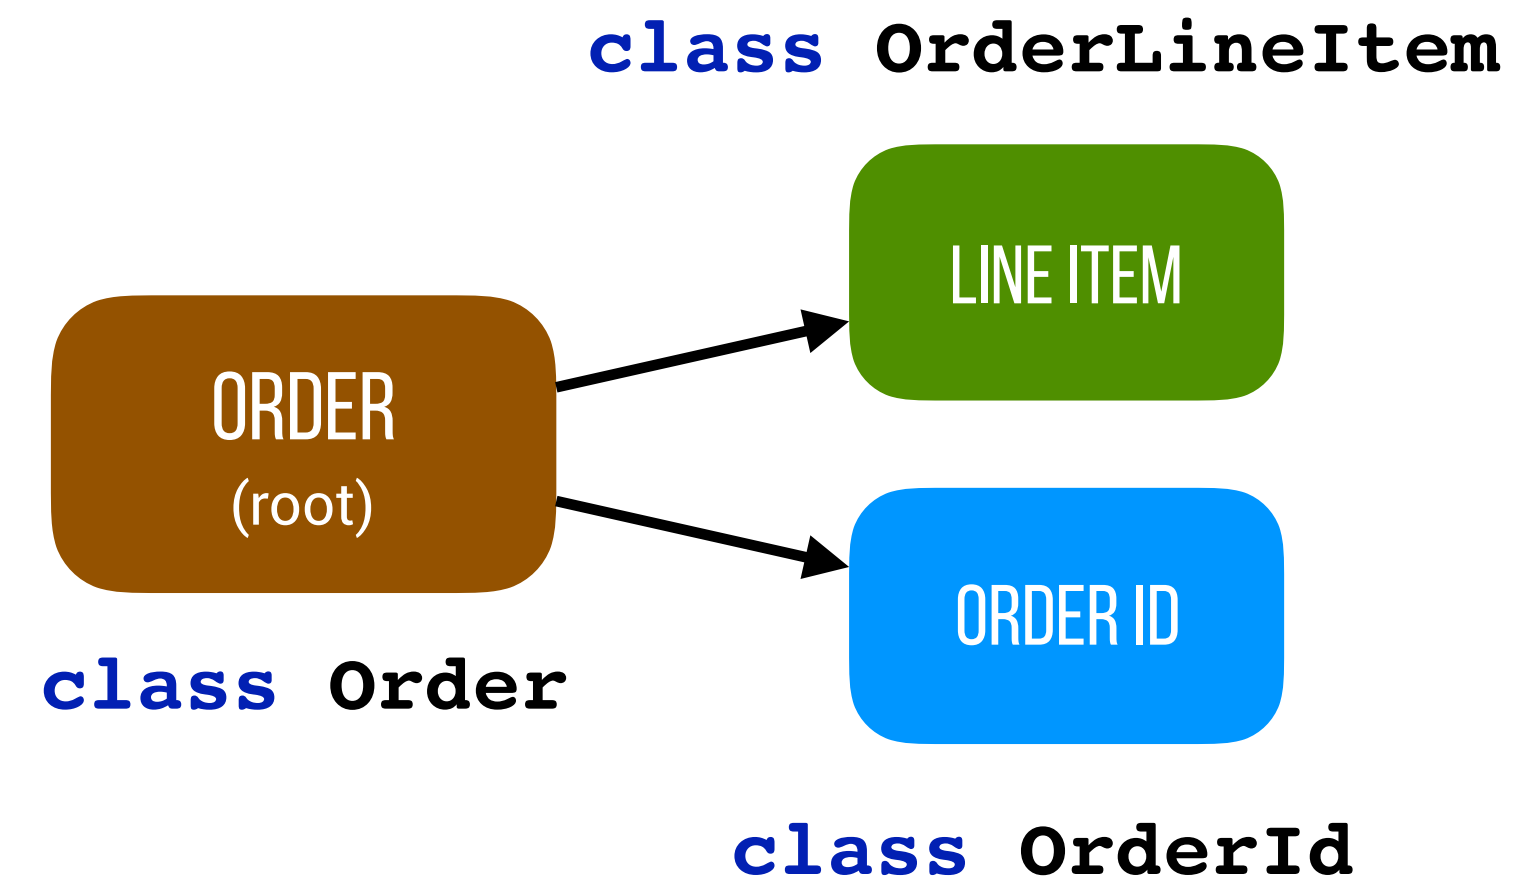 class OrderLineItem
LINE ITEM
ORDER
(root)
ORDER ID
class Order
class OrderId